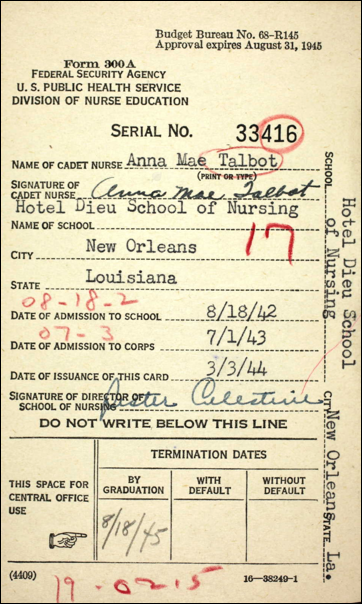 Budget Bureau No. 68-R145
Approval expires August 31, 1945
Form 300A
FEDERAL SECURITY AGENCY
U. S. PUBLIC HEALTH SERVICE
DIVISION OF NURSE EDUCATION
SERIAL NO. 33416
NAME OF CADET NURSE Anna Mae Talbot
(PRINT OR TYPE)
SIGNATURE OF
CADET NURSE Anna Mae Talbot
Hotel Dieu School of Nursing
NAME OF SCHOOL
17
CITY New Orleans
STATE Louisiana
08-18-2
DATE OF ADMISSION TO SCHOOL 8/18/42
07-3
DATE OF ADMISSION TO CORPS 7/1/43
DATE OF ISSUANCE OF THIS CARD 3/3/44
SIGNATURE OF DIRECTOR OF
SCHOOL OF NURSING Sister Celestine
DO NOT WRITE BELOW THIS LINE
THIS SPACE FOR
CENTRAL OFFICE
USE
TERMINATION DATES
BY
GRADUATION
WITH
DEFAULT
WITHOUT
DEFAULT
8/18/45
(4409)
19-0215
16—38249-1
SCHOOL Hotel Dieu School
of Nursing
CITY New Orleans STATE La.